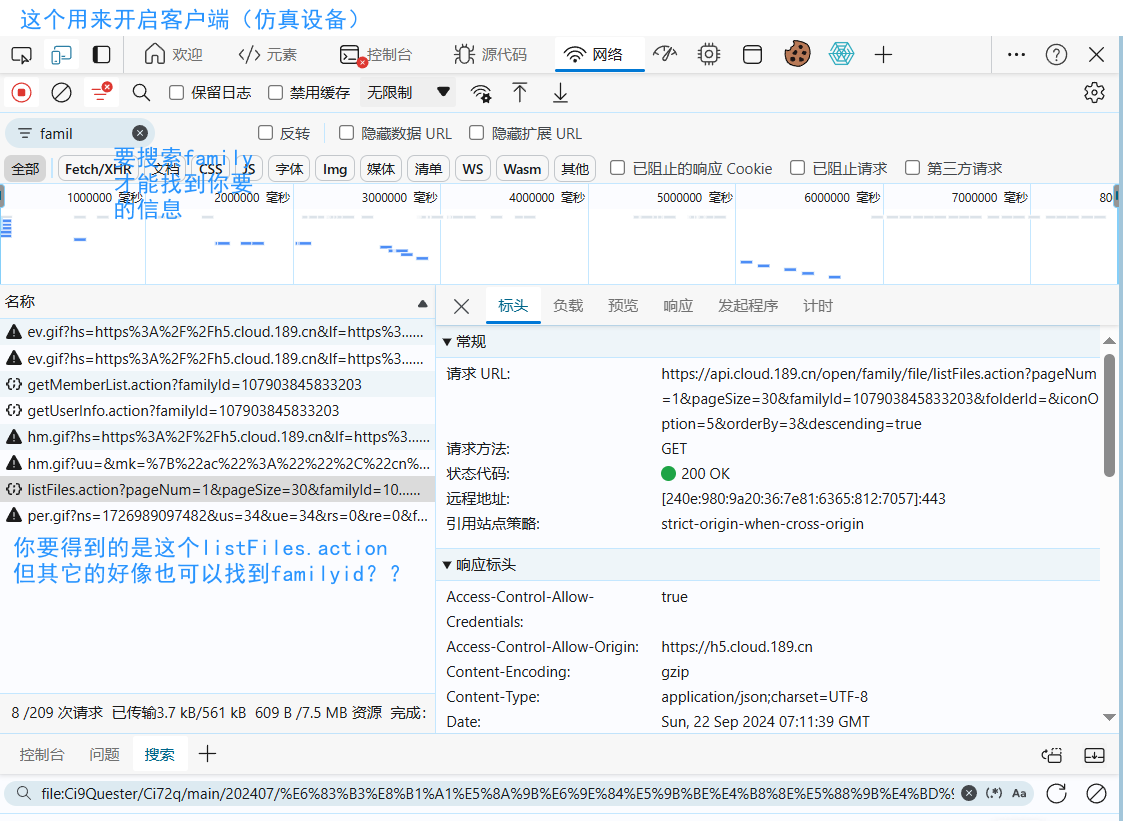 这个用来开启客户端（仿真设备）
欢迎 元素 控制台 源代码 网络
保留日志 禁用缓存 无限制
famil 反转 隐藏数据 URL 隐藏扩展 URL
全部 Fetch/XHR 文档 CSS JS 字体 Img 媒体 清单 WS Wasm 其他 已阻止的响应 Cookie 已阻止请求 第三方请求
要搜索family
才能找到你要
的信息
1000000 毫秒 2000000 毫秒 3000000 毫秒 4000000 毫秒 5000000 毫秒 6000000 毫秒 7000000 毫秒 80
名称
ev.gif?hs=https%3A%2F%2Fh5.cloud.189.cn&lf=https%3......
ev.gif?hs=https%3A%2F%2Fh5.cloud.189.cn&lf=https%3......
getMemberList.action?familyId=107903845833203
getUserInfo.action?familyId=107903845833203
hm.gif?hs=https%3A%2F%2Fh5.cloud.189.cn&lf=https%3......
hm.gif?uu=&mk=%7B%22ac%22%3A%22%22%2C%22cn%...
listFiles.action?pageNum=1&pageSize=30&familyId=10......
per.gif?ns=1726989097482&us=34&ue=34&rs=0&re=0&f...
你要得到的是这个listFiles.action
但其它的好像也可以找到familyid？？
8 /209 次请求 已传输3.7 kB/561 kB 609 B /7.5 MB 资源 完成:
标头 负载 预览 响应 发起程序 计时
常规
请求 URL: https://api.cloud.189.cn/open/family/file/listFiles.action?pageNum
=1&pageSize=30&familyId=107903845833203&folderId=&iconO
ption=5&orderBy=3&descending=true
请求方法: GET
状态代码: 200 OK
远程地址: [240e:980:9a20:36:7e81:6365:812:7057]:443
引用站点策略: strict-origin-when-cross-origin
响应标头
Access-Control-Allow- true
Credentials:
Access-Control-Allow-Origin: https://h5.cloud.189.cn
Content-Encoding: gzip
Content-Type: application/json;charset=UTF-8
Date: Sun, 22 Sep 2024 07:11:39 GMT
控制台 问题 搜索
file:Ci9Quester/Ci72q/main/202407/%E6%83%B3%E8%B1%A1%E5%8A%9B%E6%9E%84%E5%9B%BE%E4%B8%8E%E5%88%9B%E4%BD%9 (.*) Aa